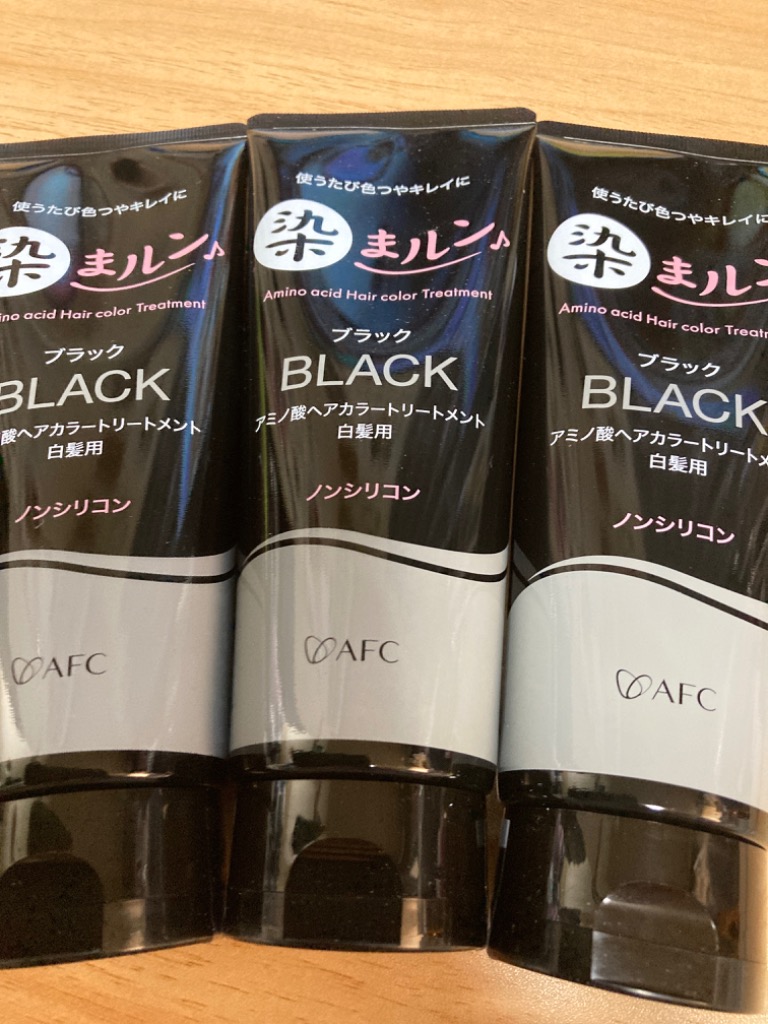 使うたび色つやキレイに
染まルン♪
ino acid Hair color Treatment
ブラック
BLACK
酸ヘアカラートリートメント
白髪用
ノンシリコン
AFC
使うたび色つやキレイに
染まルン♪
Amino acid Hair color Treatment
ブラック
BLACK
アミノ酸ヘアカラートリートメント
白髪用
ノンシリコン
AFC
使うたび色つやキレイに
染まルン
Amino acid Hair color Treatm
ブラック
BLACK
アミノ酸ヘアカラートリートメ
白髪用
ノンシリコン
AFC